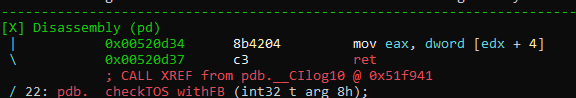 [X] Disassembly (pd)
| 0x00520d34 8b4204 mov eax, dword [edx + 4]
\ 0x00520d37 c3 ret
; CALL XREF from pdb.__CIlog10 @ 0x51f941
/ 22: pdb._checkTOS_withFB (int32_t arg_8h);